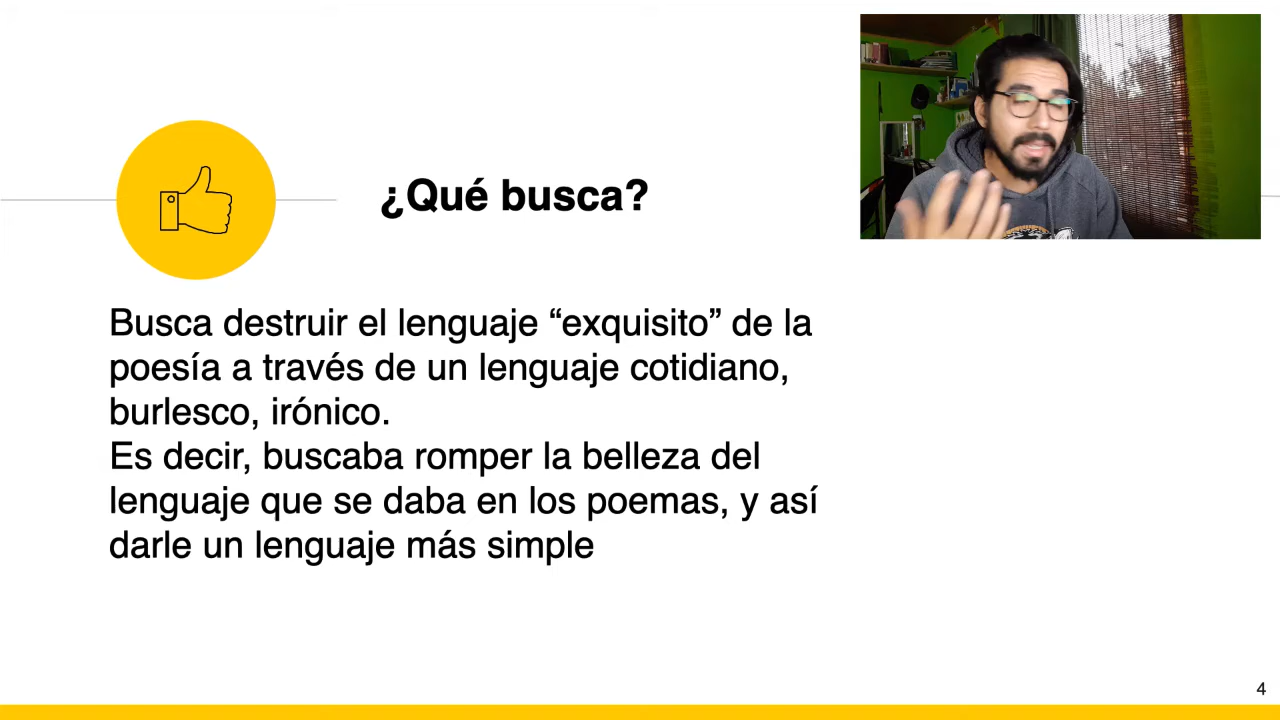 ¿Qué busca?
Busca destruir el lenguaje “exquisito” de la
poesía a través de un lenguaje cotidiano,
burlesco, irónico.
Es decir, buscaba romper la belleza del
lenguaje que se daba en los poemas, y así
darle un lenguaje más simple
4